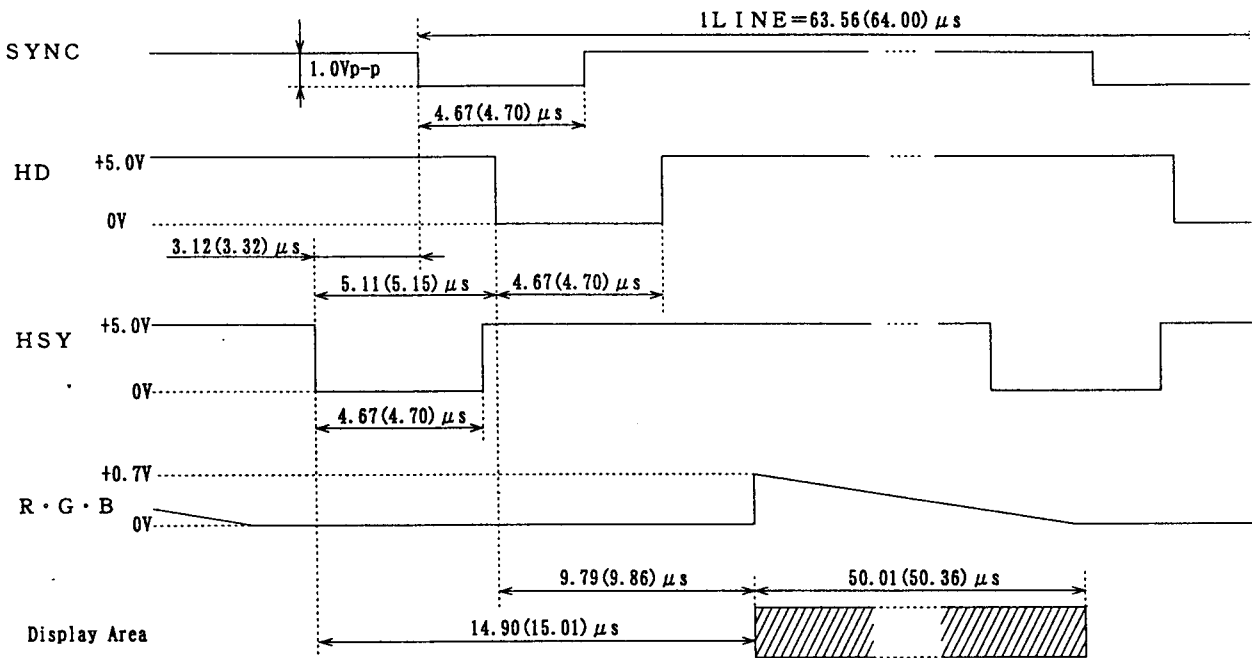 1LINE=63.56(64.00)μs
SYNC
1.0Vp-p
4.67(4.70)μs
+5.0V
HD
0V
3.12(3.32)μs
5.11(5.15)μs
4.67(4.70)μs
+5.0V
HSY
0V
4.67(4.70)μs
+0.7V
R・G・B
0V
9.79(9.86)μs
50.01(50.36)μs
14.90(15.01)μs
Display Area